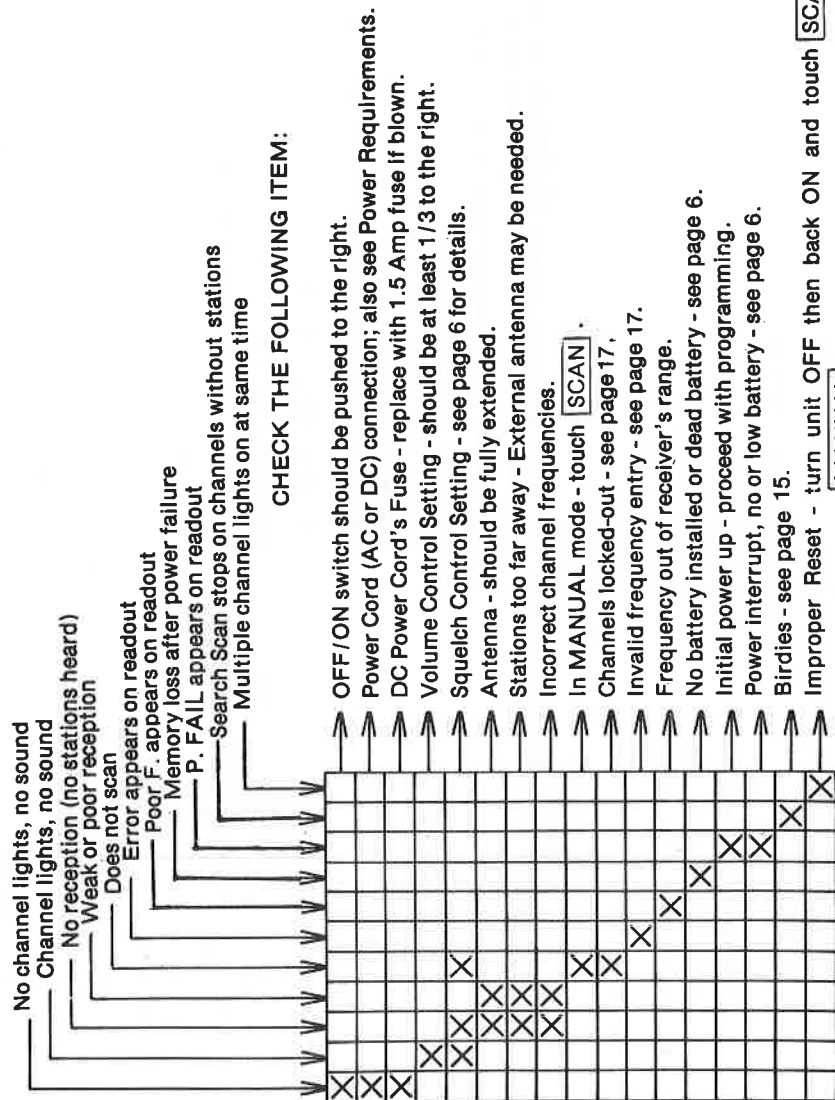 No channel lights, no sound
Channel lights, no sound
No reception (no stations heard)
Weak or poor reception
Does not scan
Error appears on readout
Poor F. appears on readout
Memory loss after power failure
P. FAIL appears on readout
Search Scan stops on channels without stations
Multiple channel lights on at same time
CHECK THE FOLLOWING ITEM:
OFF/ON switch should be pushed to the right.
Power Cord (AC or DC) connection; also see Power Requirements.
DC Power Cord's Fuse - replace with 1.5 Amp fuse if blown.
Volume Control Setting - should be at least 1/3 to the right.
Squelch Control Setting - see page 6 for details.
Antenna - should be fully extended.
Stations too far away - External antenna may be needed.
Incorrect channel frequencies.
In MANUAL mode - touch SCAN .
Channels locked-out - see page 17.
Invalid frequency entry - see page 17.
Frequency out of receiver's range.
No battery installed or dead battery - see page 6.
Initial power up - proceed with programming.
Power interrupt, no or low battery - see page 6.
Birdies - see page 15.
Improper Reset - turn unit OFF then back ON and touch